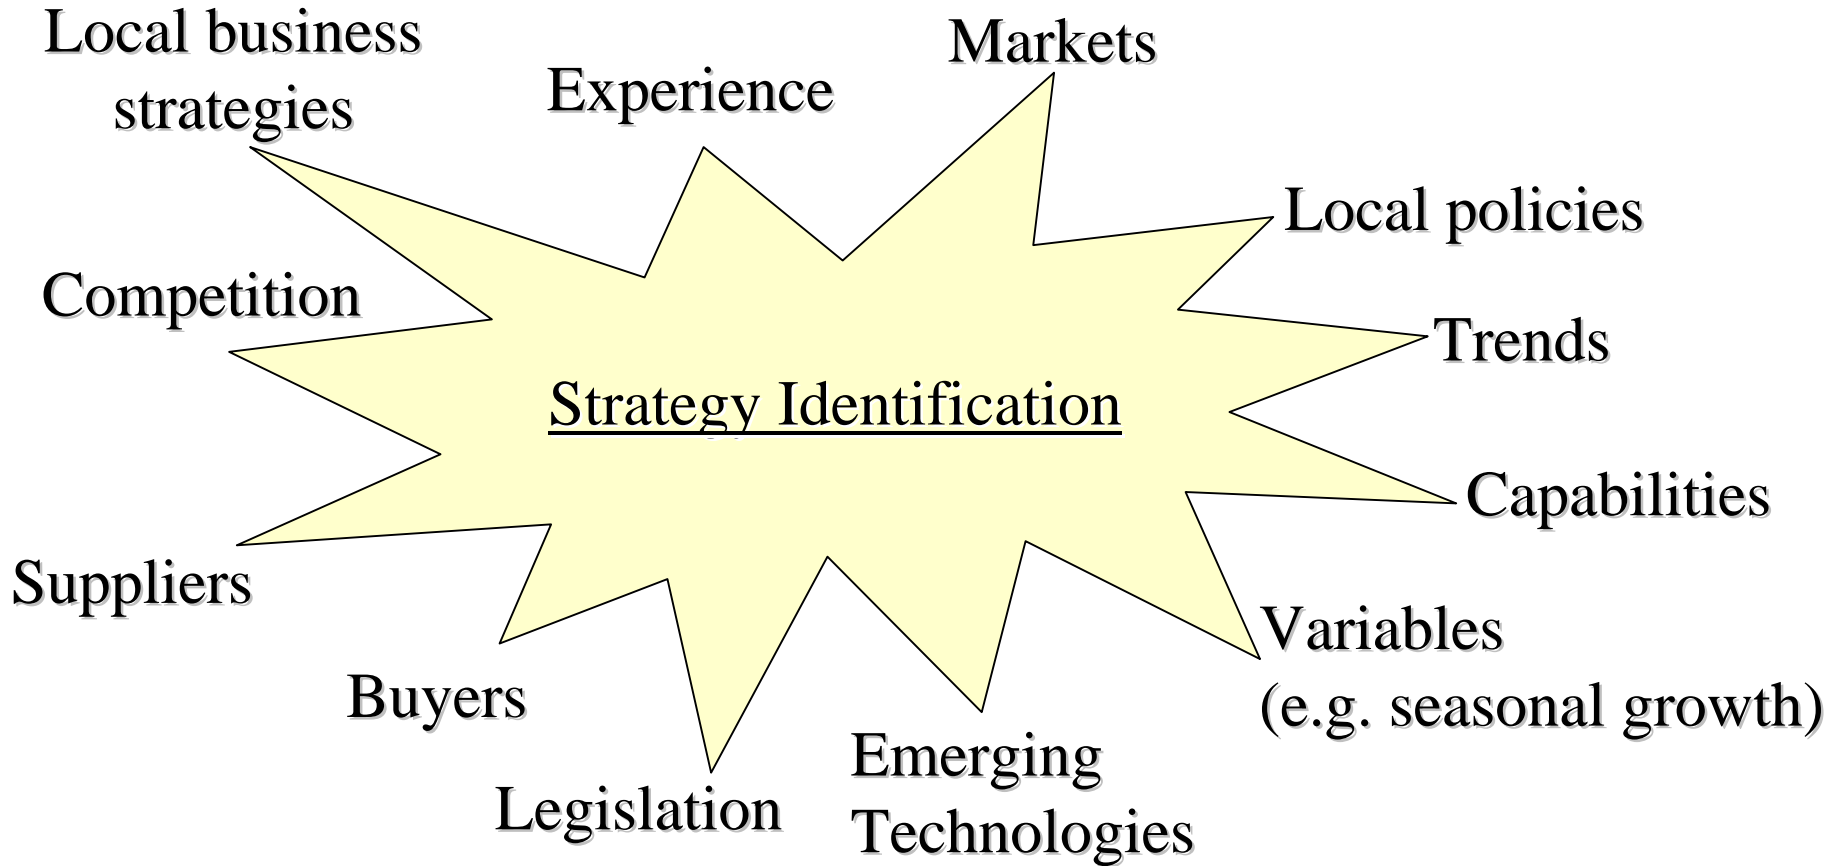 Local business
strategies
Experience
Markets
Local policies
Competition
Trends
Strategy Identification
Capabilities
Suppliers
Variables
(e.g. seasonal growth)
Buyers
Emerging
Technologies
Legislation